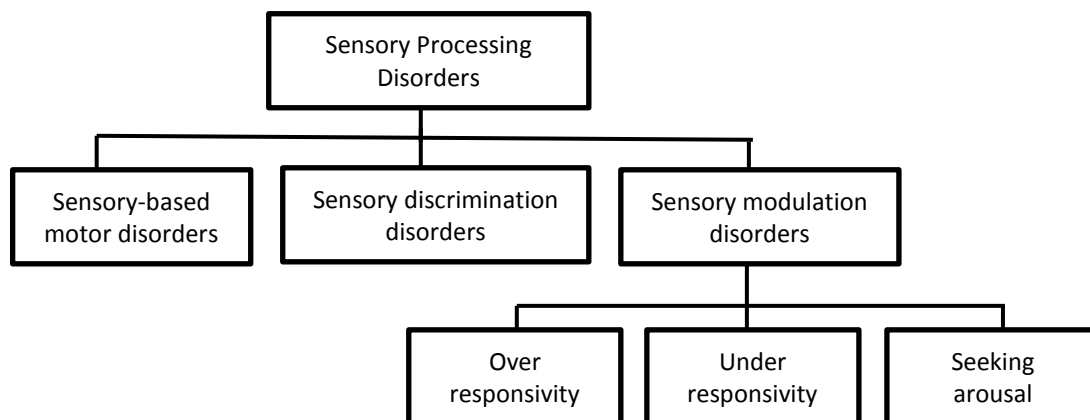 Sensory Processing
Disorders
Sensory-based
motor disorders
Sensory discrimination
disorders
Sensory modulation
disorders
Over
responsivity
Under
responsivity
Seeking
arousal